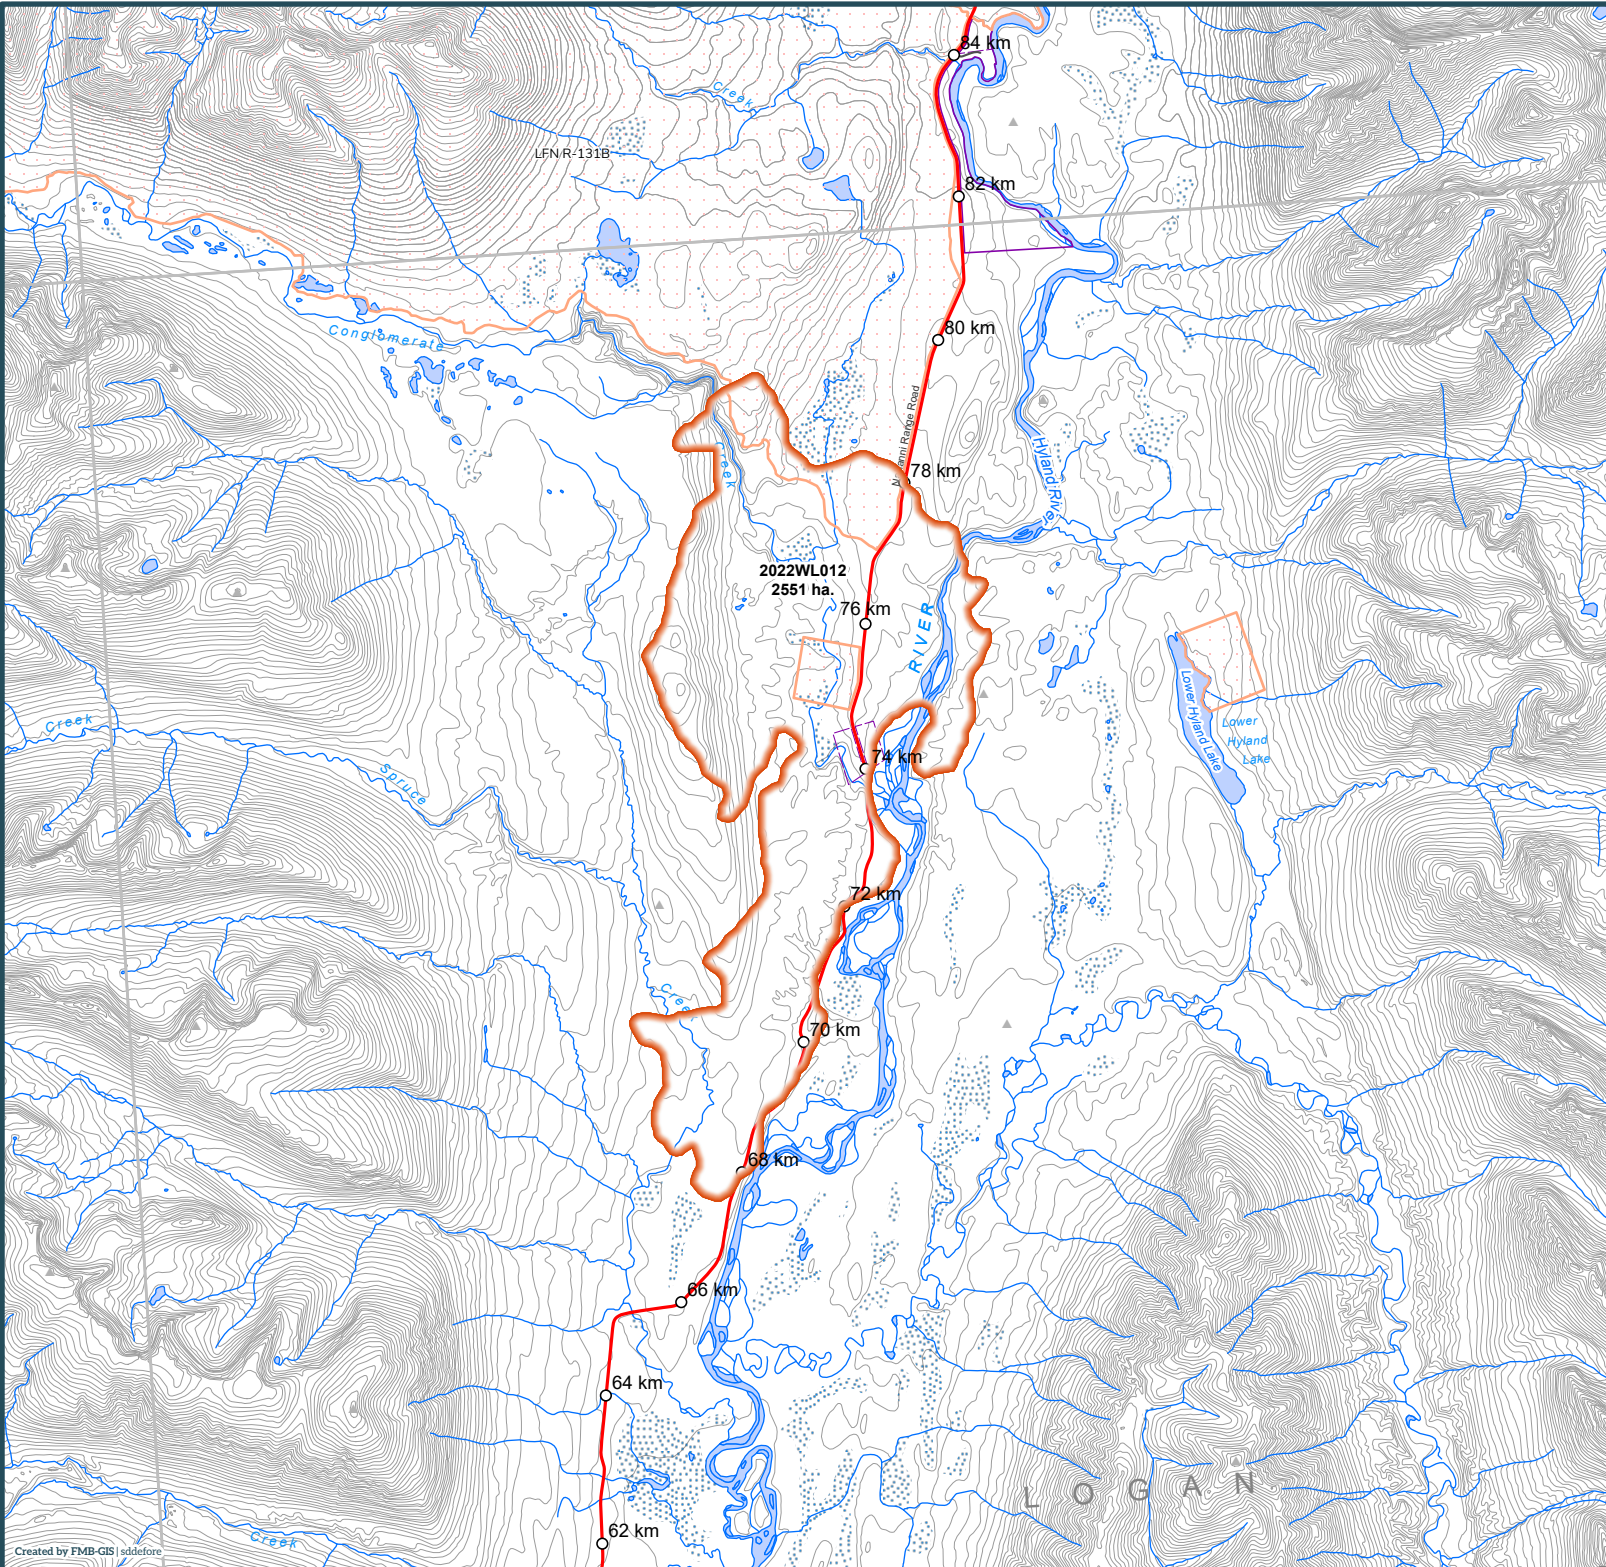 84 km
Creek
LFN R-131B
82 km
Conglomerate
80 km
Range Road
Creek
78 km
Hyland River
2022WL012
2551 ha.
76 km
RIVER
Lower Hyland Lake
Lower
Hyland
Lake
Creek
74 km
Spruce
72 km
Creek
70 km
68 km
66 km
64 km
LOGAN
62 km
Creek
Created by FMB-GIS | sddefore